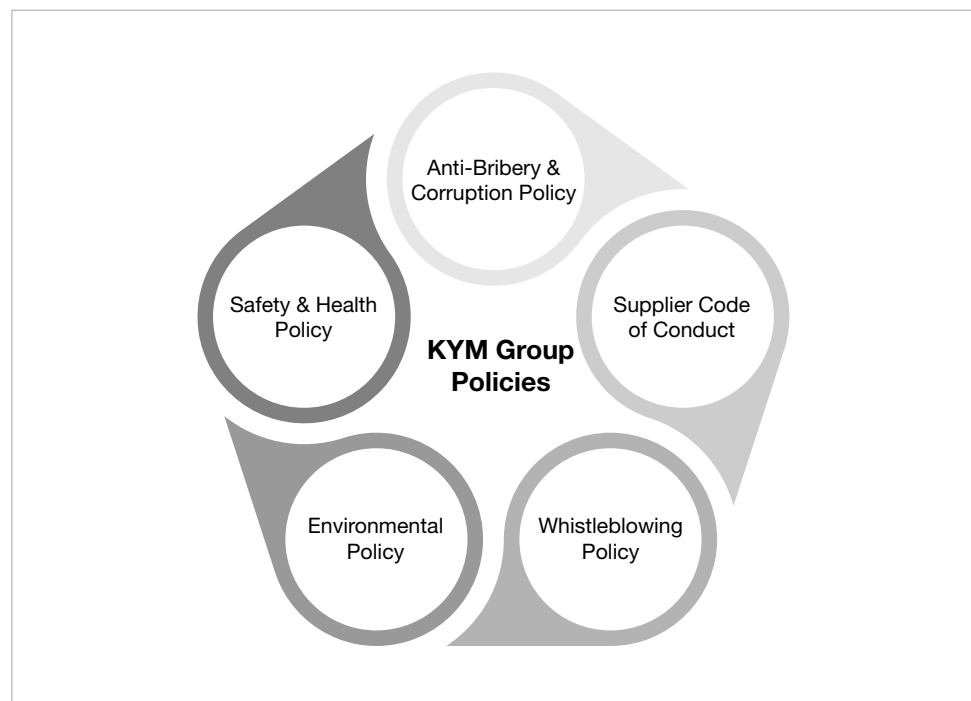 Anti-Bribery &
Corruption Policy
Supplier Code
of Conduct
Whistleblowing
Policy
Environmental
Policy
Safety & Health
Policy
KYM Group
Policies